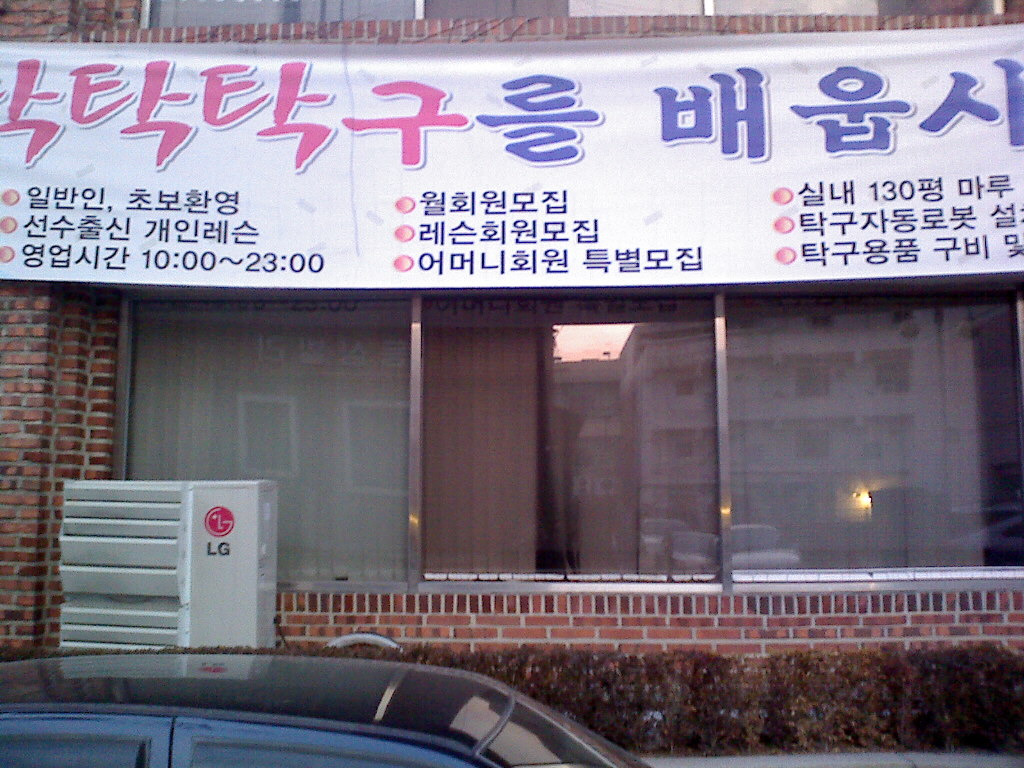 탁탁탁구를 배웁시
일반인, 초보환영
선수출신 개인레슨
영업시간 10:00~23:00
월회원모집
레슨회원모집
어머니회원 특별모집
실내 130평 마루
탁구자동로봇
탁구용품 구비 및
LG